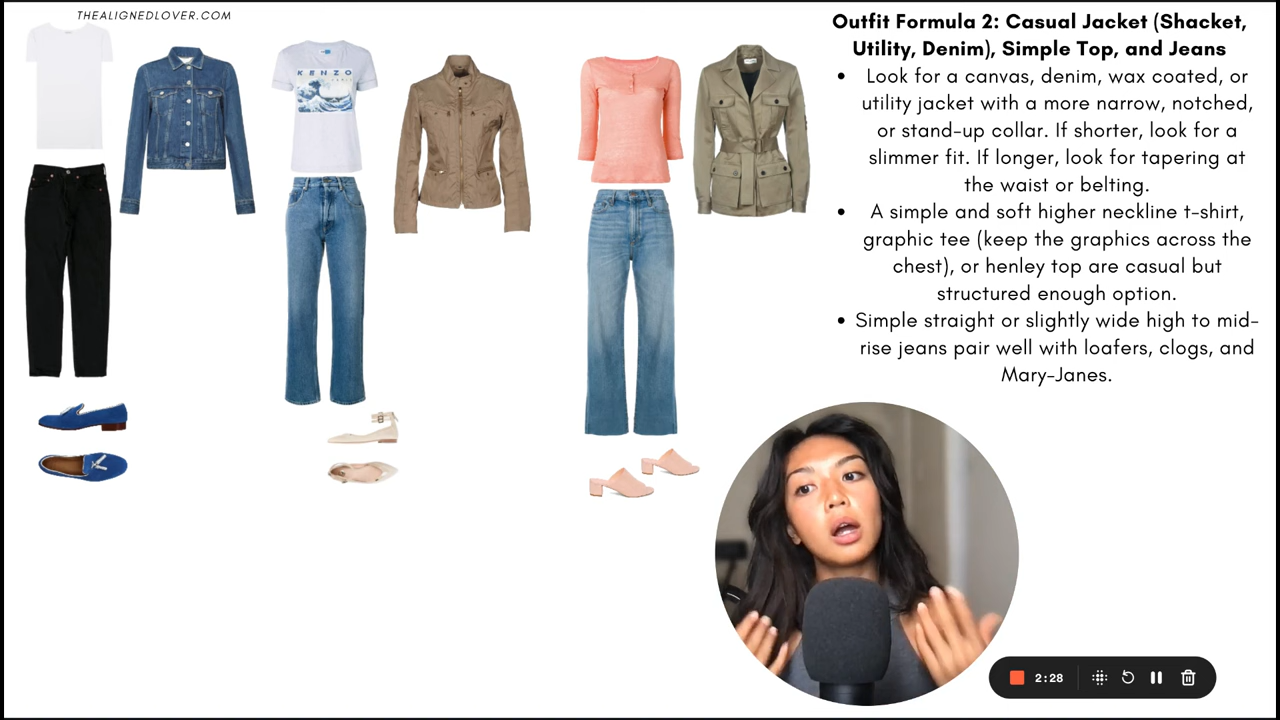 THEALIGNEDLOVER.COM
Outfit Formula 2: Casual Jacket (Shacket,
Utility, Denim), Simple Top, and Jeans
• Look for a canvas, denim, wax coated, or
utility jacket with a more narrow, notched,
or stand-up collar. If shorter, look for a
slimmer fit. If longer, look for tapering at
the waist or belting.
• A simple and soft higher neckline t-shirt,
graphic tee (keep the graphics across the
chest), or henley top are casual but
structured enough option.
• Simple straight or slightly wide high to mid-
rise jeans pair well with loafers, clogs, and
Mary-Janes.
KENZO
2:28